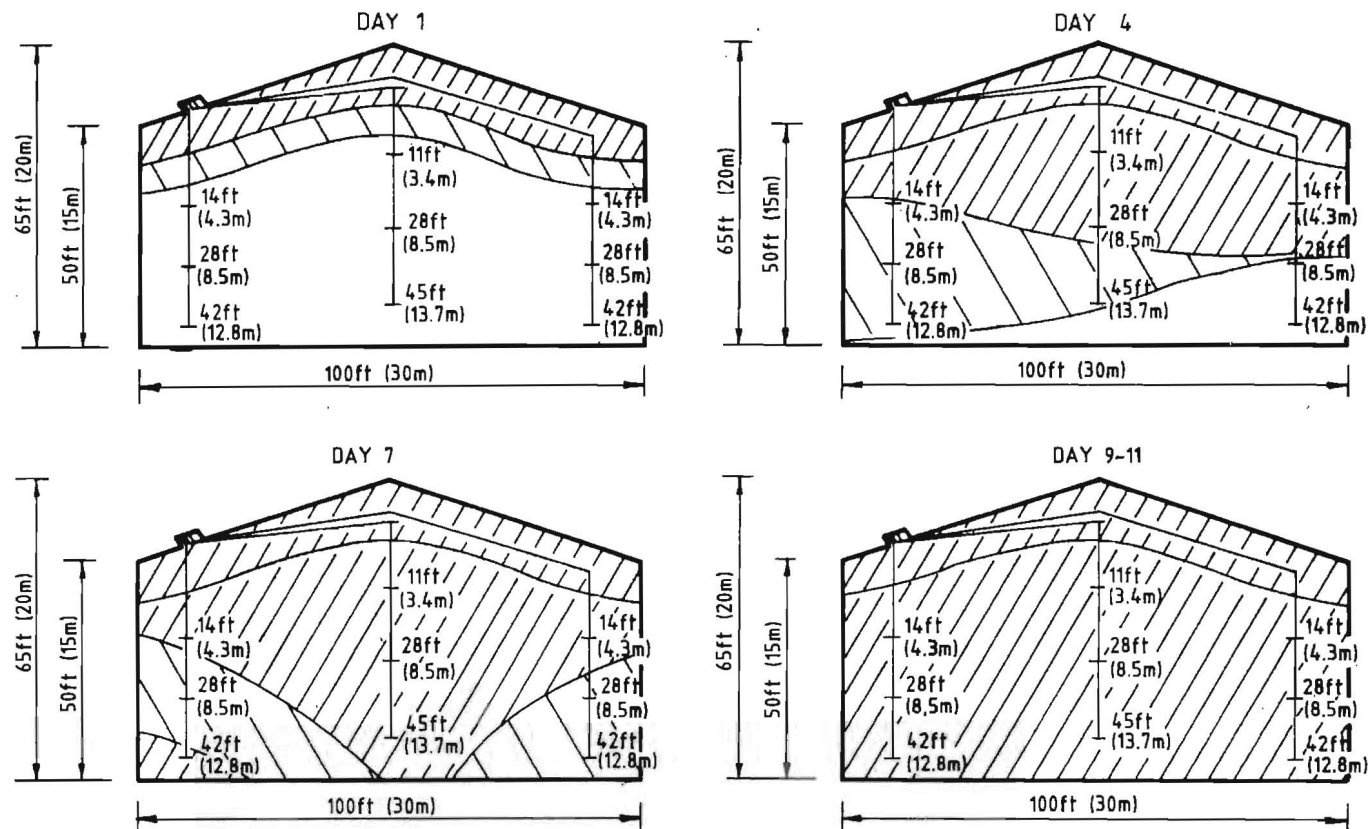 DAY 1
65ft (20m)
50ft (15m)
11ft
(3.4m)
14ft
(4.3m)
14ft
(4.3m)
28ft
(8.5m)
28ft
(8.5m)
28ft
(8.5m)
45ft
(13.7m)
42ft
(12.8m)
42ft
(12.8m)
100ft (30m)
DAY 4
65ft (20m)
50ft (15m)
11ft
(3.4m)
14ft
(4.3m)
14ft
(4.3m)
28ft
(8.5m)
28ft
(8.5m)
28ft
(8.5m)
45ft
(13.7m)
42ft
(12.8m)
42ft
(12.8m)
100ft (30m)
DAY 7
65ft (20m)
50ft (15m)
11ft
(3.4m)
14ft
(4.3m)
14ft
(4.3m)
28ft
(8.5m)
28ft
(8.5m)
28ft
(8.5m)
45ft
(13.7m)
42ft
(12.8m)
42ft
(12.8m)
100ft (30m)
DAY 9-11
65ft (20m)
50ft (15m)
11ft
(3.4m)
14ft
(4.3m)
14ft
(4.3m)
28ft
(8.5m)
28ft
(8.5m)
28ft
(8.5m)
45ft
(13.7m)
42ft
(12.8m)
42ft
(12.8m)
100ft (30m)